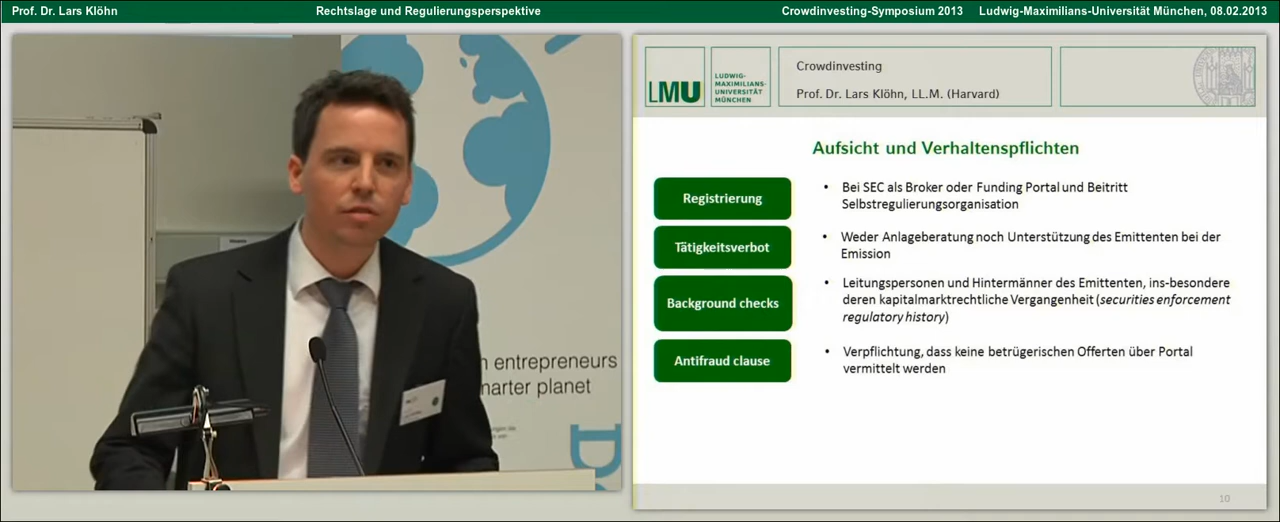 Prof. Dr. Lars Klöhn
Rechtslage und Regulierungsperspektive
Crowdinvesting-Symposium 2013
Ludwig-Maximilians-Universität München, 08.02.2013
entrepreneurs
planet
LMU
LUDWIG-
MAXIMILIANS-
UNIVERSITÄT
MÜNCHEN
Crowdinvesting
Prof. Dr. Lars Klöhn, LL.M. (Harvard)
Aufsicht und Verhaltenspflichten
Registrierung
• Bei SEC als Broker oder Funding Portal und Beitritt
Selbstregulierungsorganisation
Tätigkeitsverbot
• Weder Anlageberatung noch Unterstützung des Emittenten bei der
Emission
Background checks
• Leitungspersonen und Hintermänner des Emittenten, ins-besondere
deren kapitalmarktrechtliche Vergangenheit (securities enforcement
regulatory history)
Antifraud clause
• Verpflichtung, dass keine betrügerischen Offerten über Portal
vermittelt werden
10